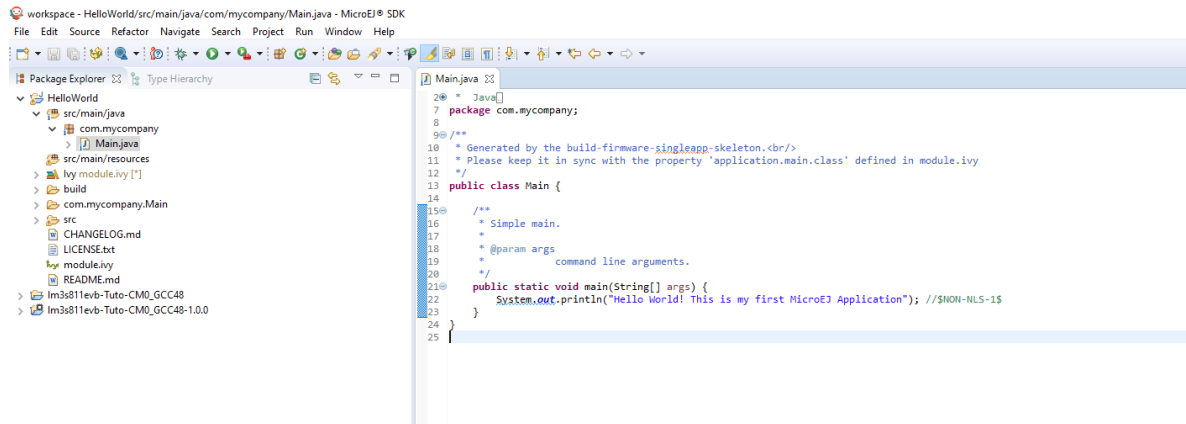 workspace - HelloWorld/src/main/java/com/mycompany/Main.java - MicroEJ® SDK
File Edit Source Refactor Navigate Search Project Run Window Help
Package Explorer Type Hierarchy
HelloWorld
src/main/java
com.mycompany
Main.java
src/main/resources
Ivy module.ivy [*]
build
com.mycompany.Main
src
CHANGELOG.md
LICENSE.txt
module.ivy
README.md
lm3s811evb-Tuto-CM0_GCC48
lm3s811evb-Tuto-CM0_GCC48-1.0.0
Main.java
2 * Java
7 package com.mycompany;
8
9 /**
10 * Generated by the build-firmware-singleapp-skeleton.<br/>
11 * Please keep it in sync with the property 'application.main.class' defined in module.ivy
12 */
13 public class Main {
14
15 /**
16 * Simple main.
17 *
18 * @param args
19 * command line arguments.
20 */
21 public static void main(String[] args) {
22 System.out.println("Hello World! This is my first MicroEJ Application"); //$NON-NLS-1$
23 }
24 }
25